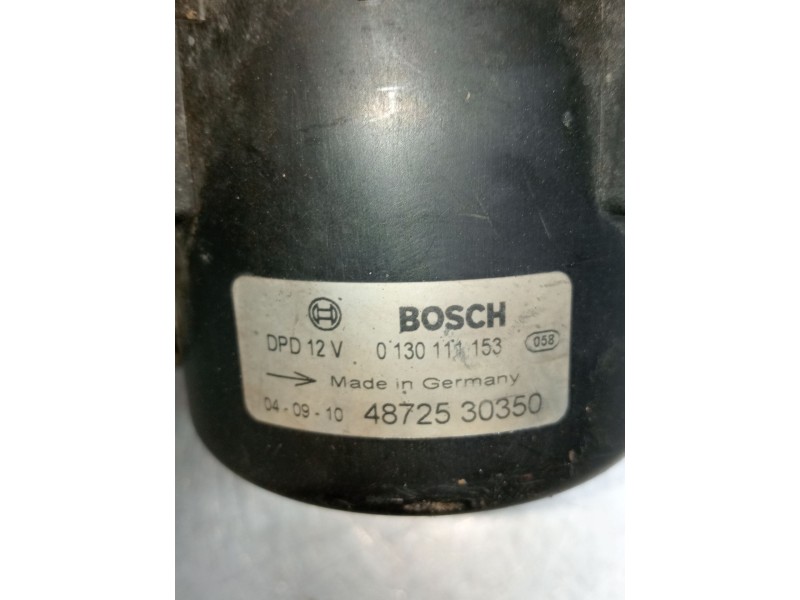 BOSCH
DPD 12 V 0 130 111 153 058
Made in Germany
04-09-10 48725 30350